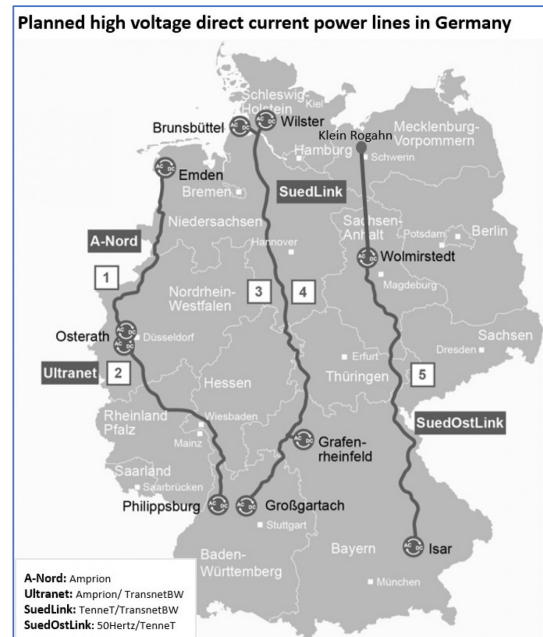 Planned high voltage direct current power lines in Germany
Schleswig-
Holstein
Kiel
Brunsbüttel
Wilster
Klein Rogahn
Mecklenburg-
Vorpommern
Hamburg
Schwerin
Emden
Bremen
SuedLink
Niedersachsen
Sachsen-
Anhalt
Potsdam
Berlin
A-Nord
Hannover
Wolmirstedt
Magdeburg
1
3
4
Nordrhein-
Westfalen
Osterath
Düsseldorf
Sachsen
Dresden
Erfurt
Thüringen
Ultranet
2
5
Hessen
SuedOstLink
Rheinland
Pfalz
Wiesbaden
Mainz
Grafen-
rheinfeld
Saarland
Saarbrücken
Philippsburg
Großgartach
Stuttgart
Bayern
Isar
Baden-
Württemberg
München
A-Nord: Amprion
Ultranet: Amprion/ TransnetBW
SuedLink: TenneT/TransnetBW
SuedOstLink: 50Hertz/TenneT